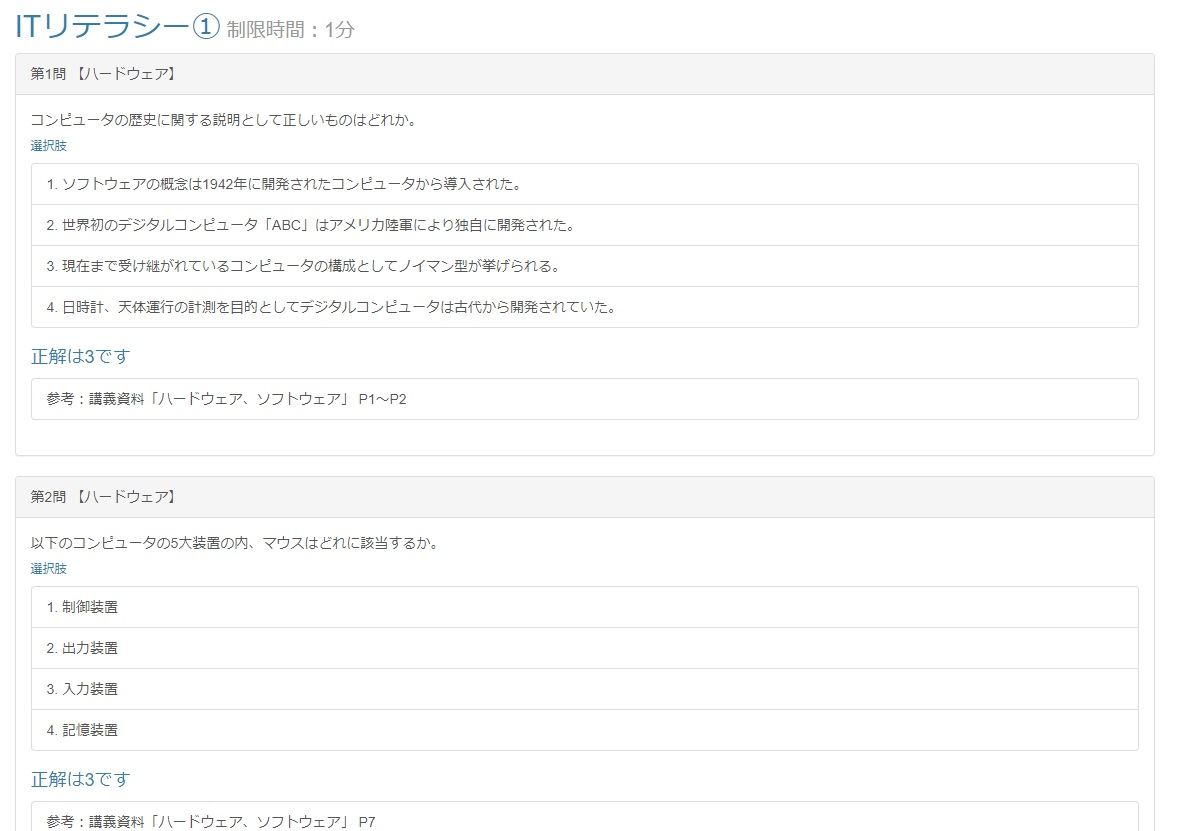 ITリテラシー① 制限時間：1分
第1問 【ハードウェア】
コンピュータの歴史に関する説明として正しいものはどれか。
選択肢
1. ソフトウェアの概念は1942年に開発されたコンピュータから導入された。
2. 世界初のデジタルコンピュータ「ABC」はアメリカ陸軍により独自に開発された。
3. 現在まで受け継がれているコンピュータの構成としてノイマン型が挙げられる。
4. 日時計、天体運行の計測を目的としてデジタルコンピュータは古代から開発されていた。
正解は3です
参考：講義資料「ハードウェア、ソフトウェア」 P1～P2
第2問 【ハードウェア】
以下のコンピュータの5大装置の内、マウスはどれに該当するか。
選択肢
1. 制御装置
2. 出力装置
3. 入力装置
4. 記憶装置
正解は3です
参考：講義資料「ハードウェア、ソフトウェア」 P7